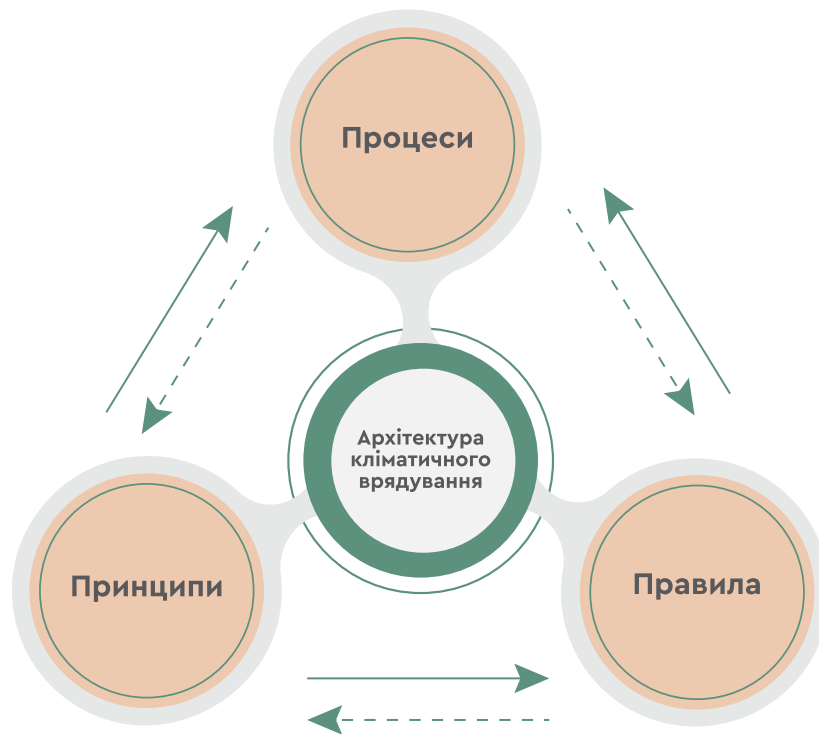 Процеси
Архітектура
кліматичного
врядування
Принципи
Правила